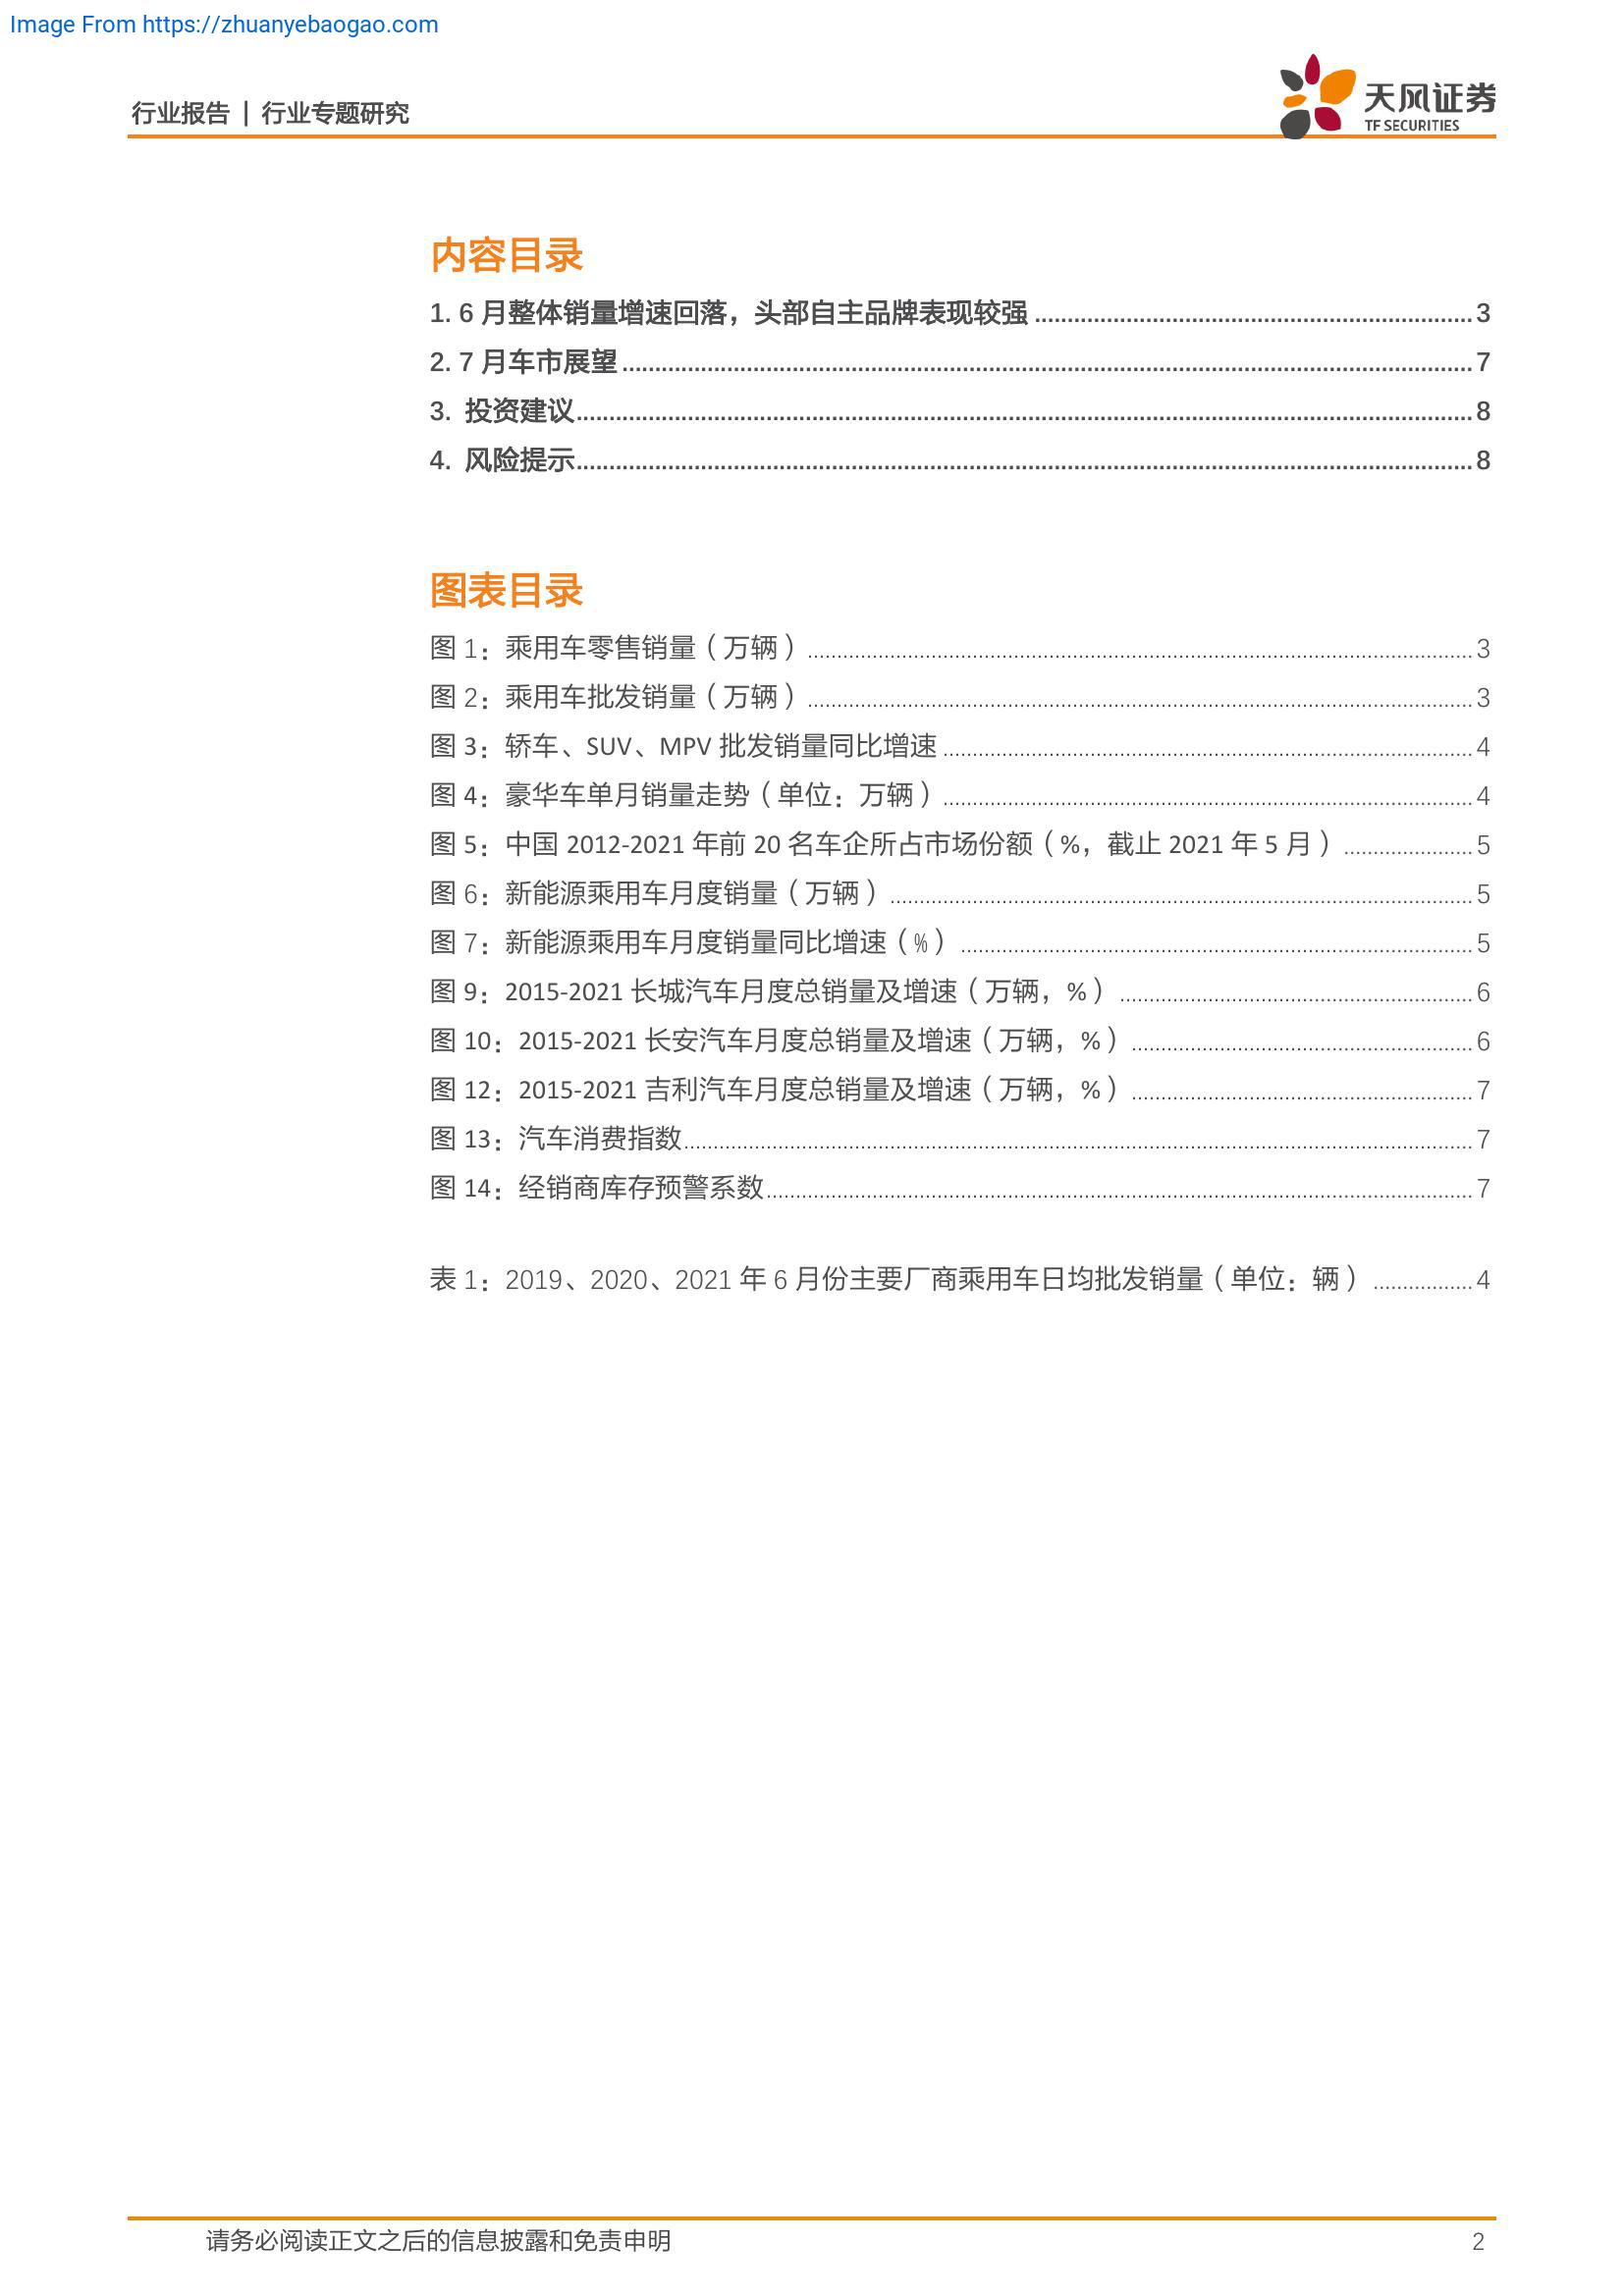 Image From https://zhuanyebaogao.com
行业报告 | 行业专题研究
天风证券
TF SECURITIES
内容目录
1. 6 月整体销量增速回落，头部自主品牌表现较强 ........ 3
2. 7 月车市展望 ........ 7
3. 投资建议 ........ 8
4. 风险提示 ........ 8
图表目录
图 1：乘用车零售销量（万辆） ........ 3
图 2：乘用车批发销量（万辆） ........ 3
图 3：轿车、SUV、MPV 批发销量同比增速 ........ 4
图 4：豪华车单月销量走势（单位：万辆） ........ 4
图 5：中国 2012-2021 年前 20 名车企所占市场份额（%，截止 2021 年 5 月） ........ 5
图 6：新能源乘用车月度销量（万辆） ........ 5
图 7：新能源乘用车月度销量同比增速（%） ........ 5
图 9：2015-2021 长城汽车月度总销量及增速（万辆，%） ........ 6
图 10：2015-2021 长安汽车月度总销量及增速（万辆，%） ........ 6
图 12：2015-2021 吉利汽车月度总销量及增速（万辆，%） ........ 7
图 13：汽车消费指数 ........ 7
图 14：经销商库存预警系数 ........ 7
表 1：2019、2020、2021 年 6 月份主要厂商乘用车日均批发销量（单位：辆） ........ 4
请务必阅读正文之后的信息披露和免责申明 2